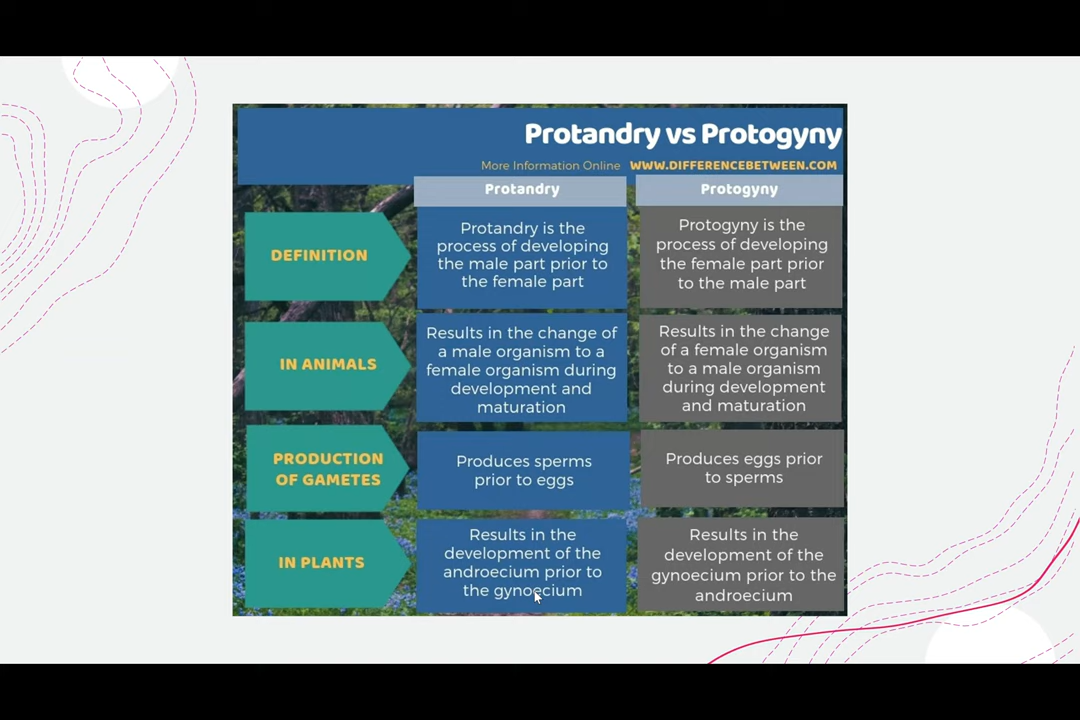 Protandry vs Protogyny
More Information Online WWW.DIFFERENCEBETWEEN.COM
Protandry
Protogyny
DEFINITION
Protandry is the
process of developing
the male part prior to
the female part
Protogyny is the
process of developing
the female part prior
to the male part
IN ANIMALS
Results in the change of
a male organism to a
female organism during
development and
maturation
Results in the change
of a female organism
to a male organism
during development
and maturation
PRODUCTION
OF GAMETES
Produces sperms
prior to eggs
Produces eggs prior
to sperms
IN PLANTS
Results in the
development of the
androecium prior to
the gynoecium
Results in the
development of the
gynoecium prior to the
androecium